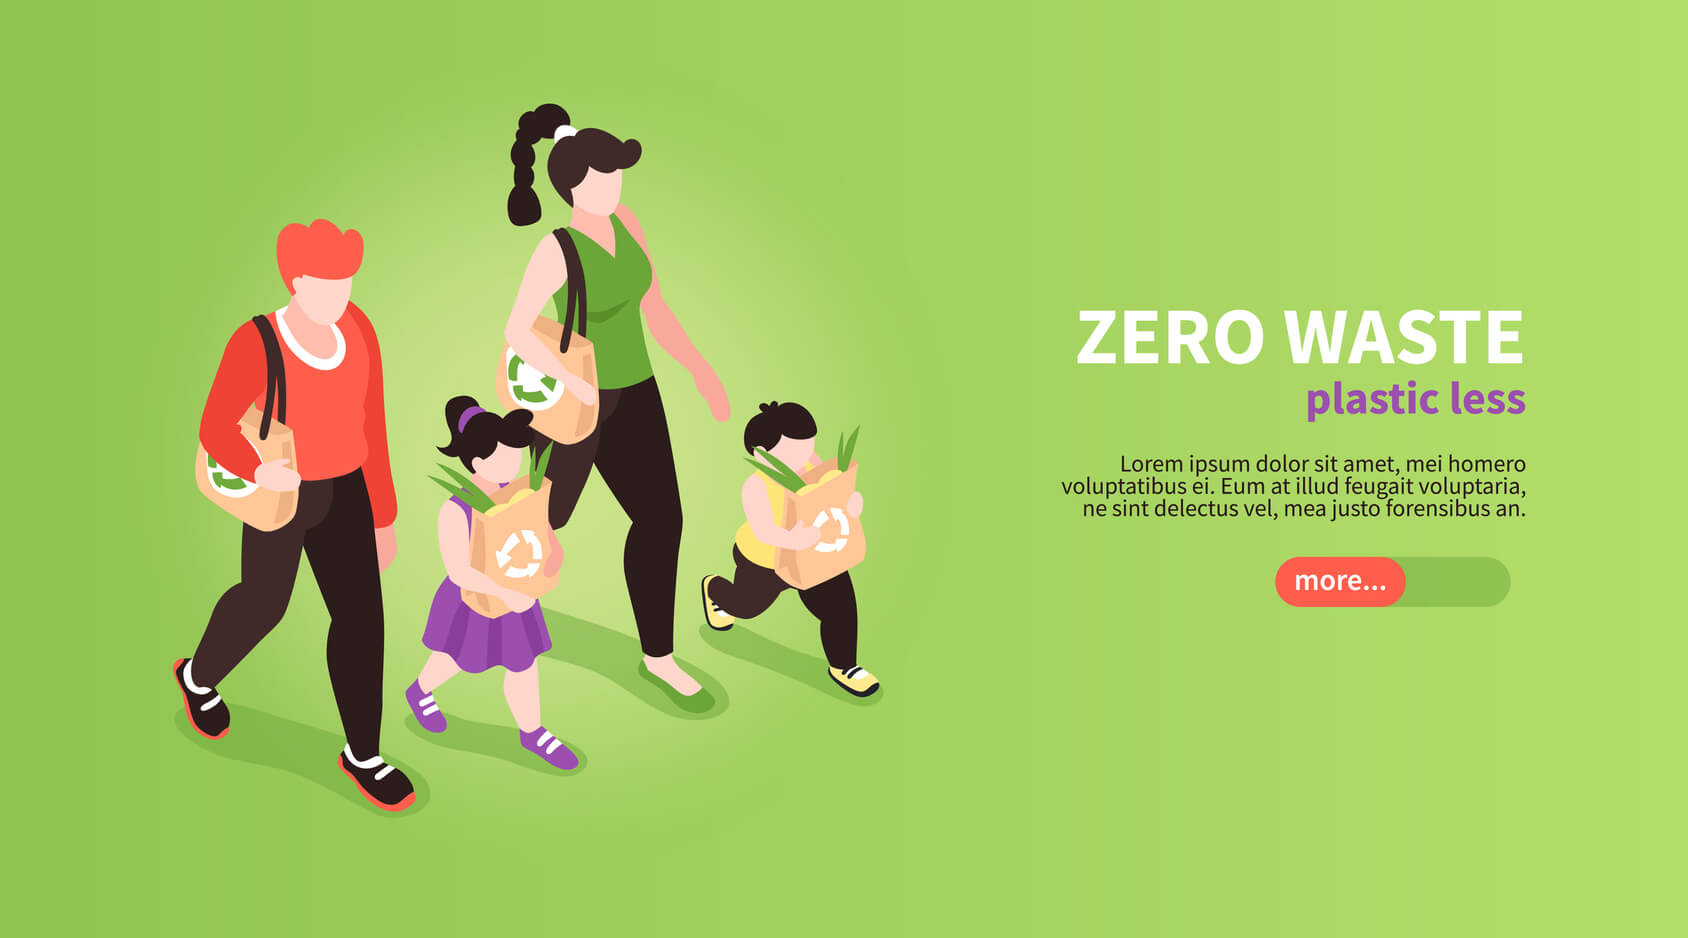 ZERO WASTE
plastic less
Lorem ipsum dolor sit amet, mei homero
voluptatibus ei. Eum at illud feugait voluptaria,
ne sint delectus vel, mea justo forensibus an.
more...